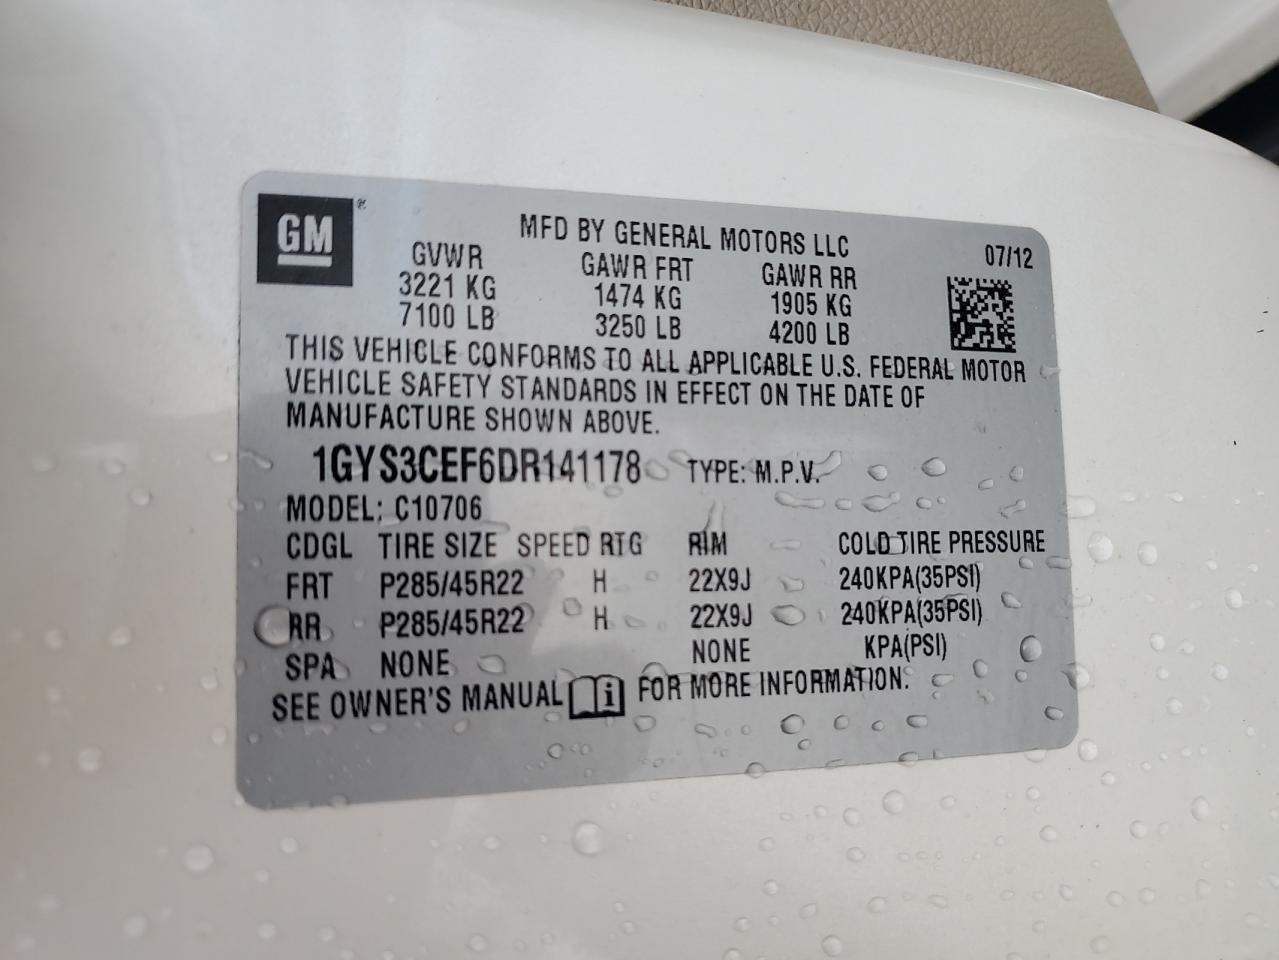 GM ®
MFD BY GENERAL MOTORS LLC
07/12
GVWR GAWR FRT GAWR RR
3221 KG 1474 KG 1905 KG
7100 LB 3250 LB 4200 LB
THIS VEHICLE CONFORMS TO ALL APPLICABLE U.S. FEDERAL MOTOR
VEHICLE SAFETY STANDARDS IN EFFECT ON THE DATE OF
MANUFACTURE SHOWN ABOVE.
1GYS3CEF6DR141178 TYPE: M.P.V.
MODEL: C10706
CDGL TIRE SIZE SPEED RTG RIM COLD TIRE PRESSURE
FRT P285/45R22 H 22X9J 240KPA(35PSI)
RR P285/45R22 H 22X9J 240KPA(35PSI)
SPA NONE NONE KPA(PSI)
SEE OWNER'S MANUAL i FOR MORE INFORMATION.